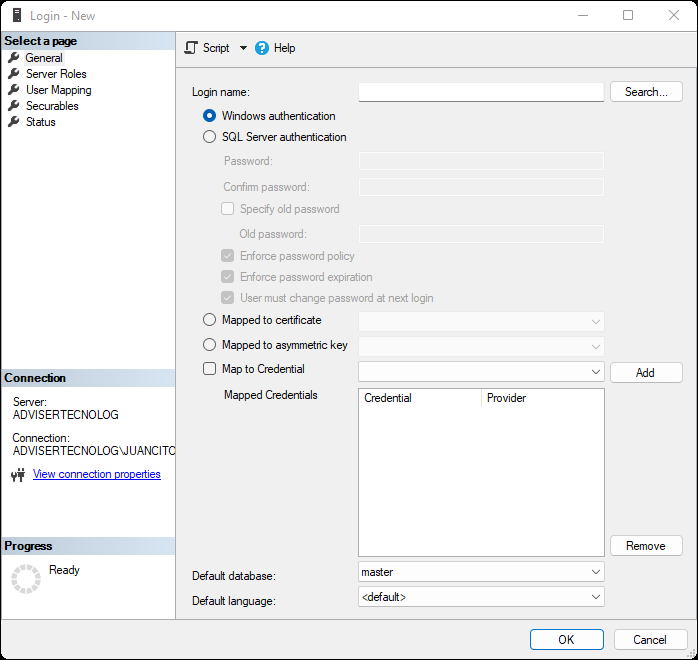 Login - New
Select a page
General
Server Roles
User Mapping
Securables
Status
Connection
Server:
ADVISERTECNOLOG
Connection:
ADVISERTECNOLOG\JUANCITO
View connection properties
Progress
Ready
Script
Help
Login name:
Search...
Windows authentication
SQL Server authentication
Password:
Confirm password:
Specify old password
Old password:
Enforce password policy
Enforce password expiration
User must change password at next login
Mapped to certificate
Mapped to asymmetric key
Map to Credential
Add
Mapped Credentials
Credential
Provider
Remove
Default database:
master
Default language:
<default>
OK
Cancel